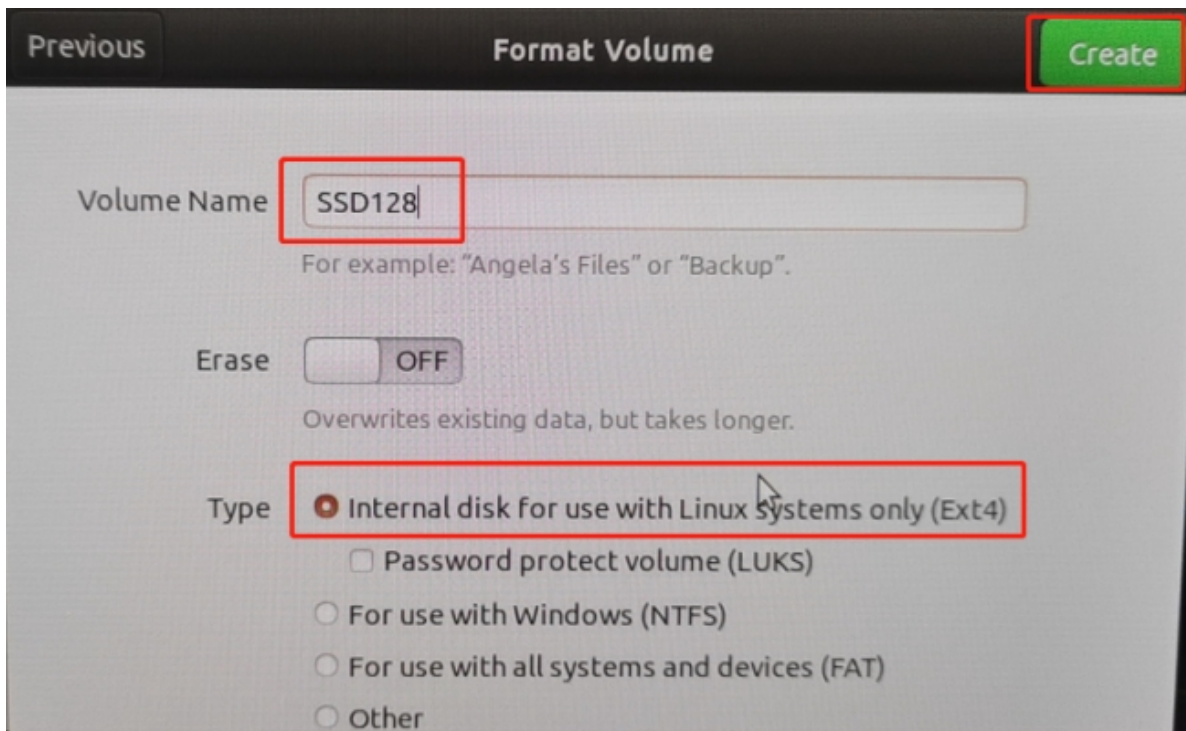 Previous
Format Volume
Create
Volume Name
SSD128
For example: “Angela's Files” or “Backup”.
Erase
OFF
Overwrites existing data, but takes longer.
Type
Internal disk for use with Linux systems only (Ext4)
Password protect volume (LUKS)
For use with Windows (NTFS)
For use with all systems and devices (FAT)
Other